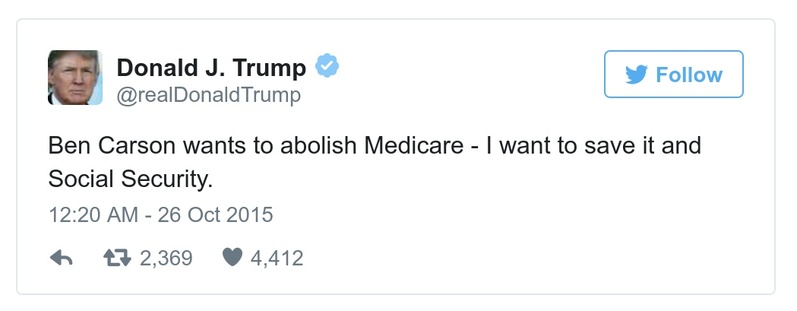 Donald J. Trump
@realDonaldTrump
Follow
Ben Carson wants to abolish Medicare - I want to save it and
Social Security.
12:20 AM - 26 Oct 2015
2,369 4,412